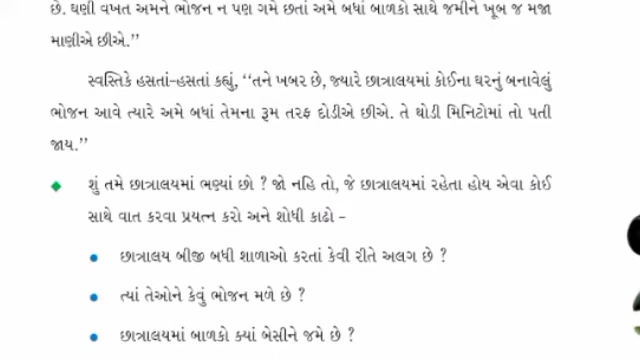 છે. ઘણી વખત અમને ભોજન ન પણ ગમે છતાં અમે બધાં બાળકો સાથે જમીને ખૂબ જ મજા
માણીએ છીએ.”
સ્વસ્તિકે હસતાં-હસતાં કહ્યું, “તને ખબર છે, જ્યારે છાત્રાલયમાં કોઈના ઘરનું બનાવેલું
ભોજન આવે ત્યારે અમે બધાં તેમના રૂમ તરફ દોડીએ છીએ. તે થોડી મિનિટોમાં તો પતી
જાય.”
શું તમે છાત્રાલયમાં ભણ્યાં છો ? જો નહિ તો, જે છાત્રાલયમાં રહેતા હોય એવા કોઈ
સાથે વાત કરવા પ્રયત્ન કરો અને શોધી કાઢો –
છાત્રાલય બીજી બધી શાળાઓ કરતાં કેવી રીતે અલગ છે ?
ત્યાં તેઓને કેવું ભોજન મળે છે ?
છાત્રાલયમાં બાળકો ક્યાં બેસીને જમે છે ?